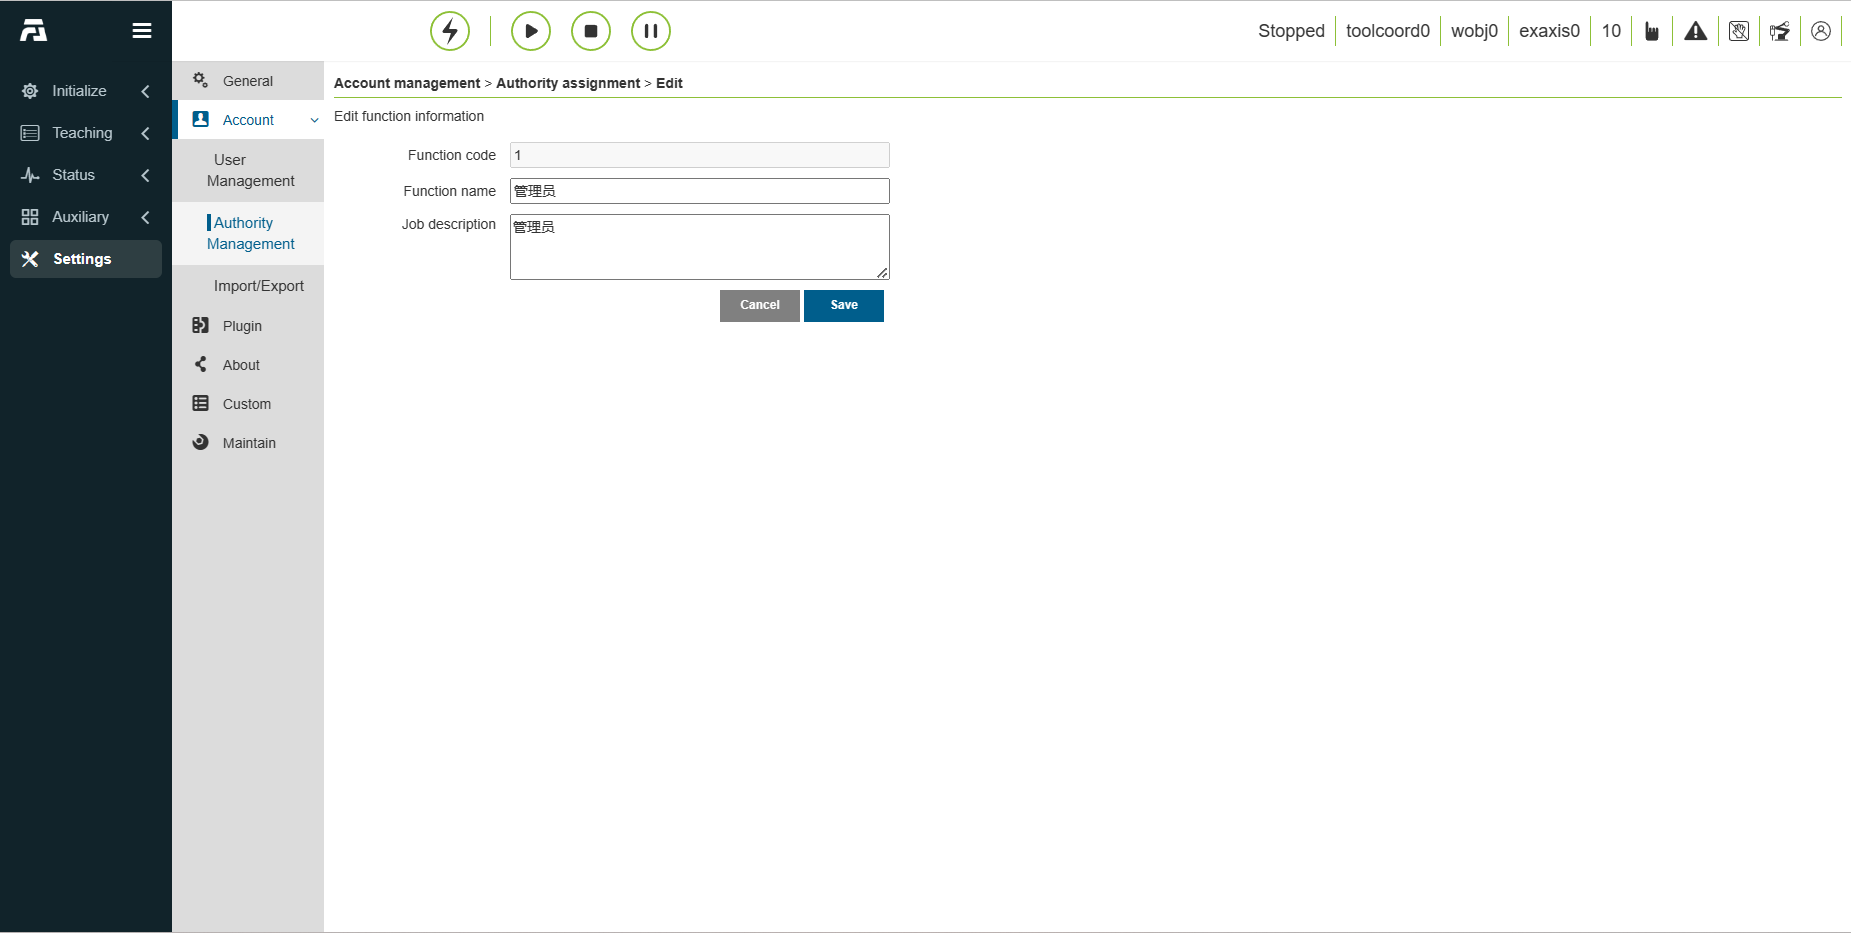 Stopped
toolcoord0
wobj0
exaxis0
10
Initialize
Teaching
Status
Auxiliary
Settings
General
Account
User
Management
Authority
Management
Import/Export
Plugin
About
Custom
Maintain
Account management > Authority assignment > Edit
Edit function information
Function code 1
Function name 管理员
Job description 管理员
Cancel Save